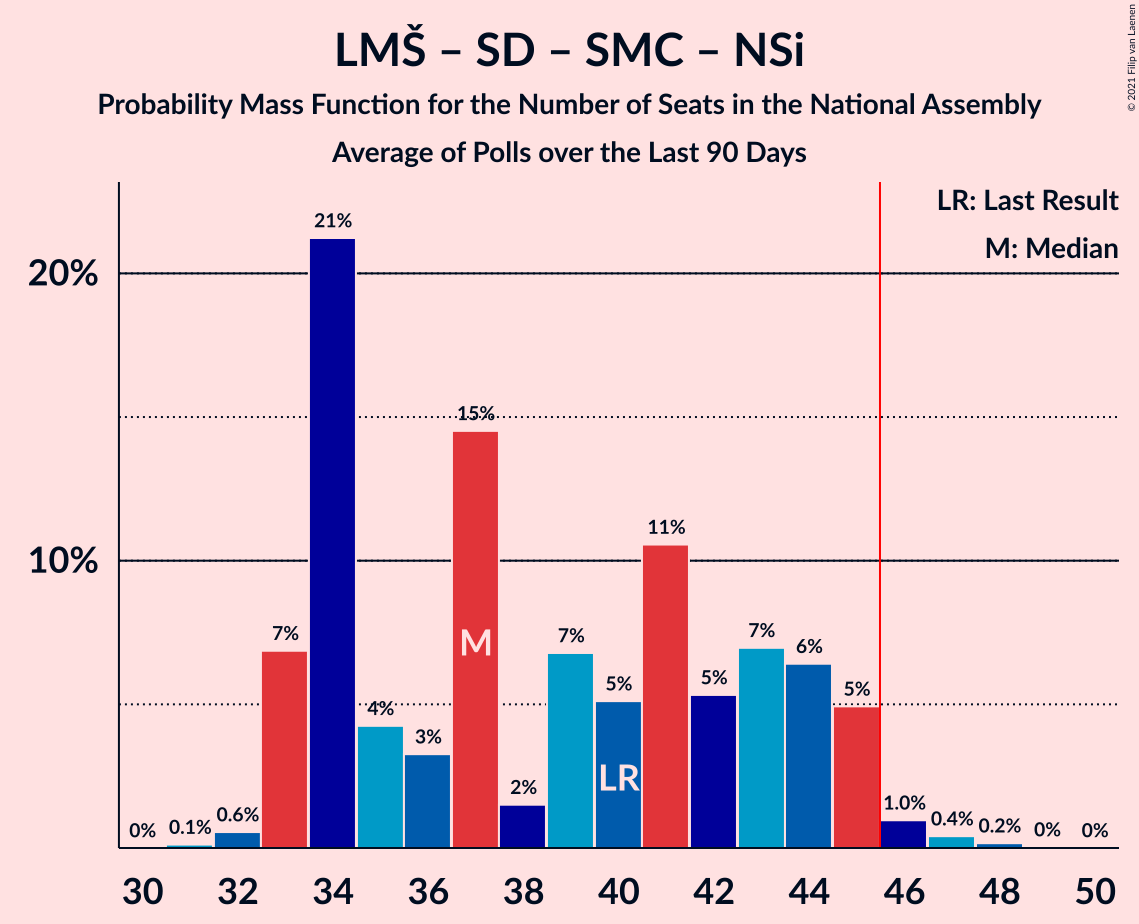 LMŠ – SD – SMC – NSi
Probability Mass Function for the Number of Seats in the National Assembly
Average of Polls over the Last 90 Days
© 2021 Filip van Laenen
LR: Last Result
M: Median
20%
10%
0%
0.1%
0.6%
7%
21%
4%
3%
15%
2%
7%
5%
11%
5%
7%
6%
5%
1.0%
0.4%
0.2%
0%
0%
M
LR
30 32 34 36 38 40 42 44 46 48 50